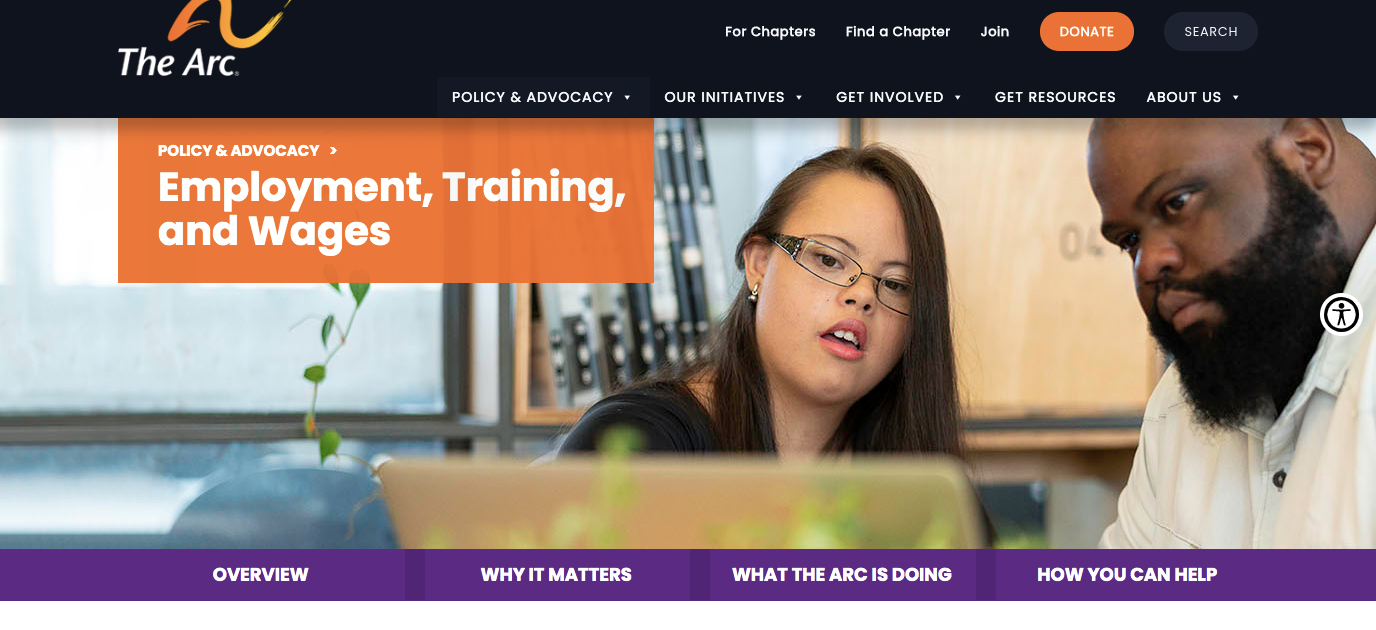 The Arc®
For Chapters
Find a Chapter
Join
DONATE
SEARCH
POLICY & ADVOCACY ▼
OUR INITIATIVES ▼
GET INVOLVED ▼
GET RESOURCES
ABOUT US ▼
POLICY & ADVOCACY >
Employment, Training,
and Wages
04
OVERVIEW
WHY IT MATTERS
WHAT THE ARC IS DOING
HOW YOU CAN HELP